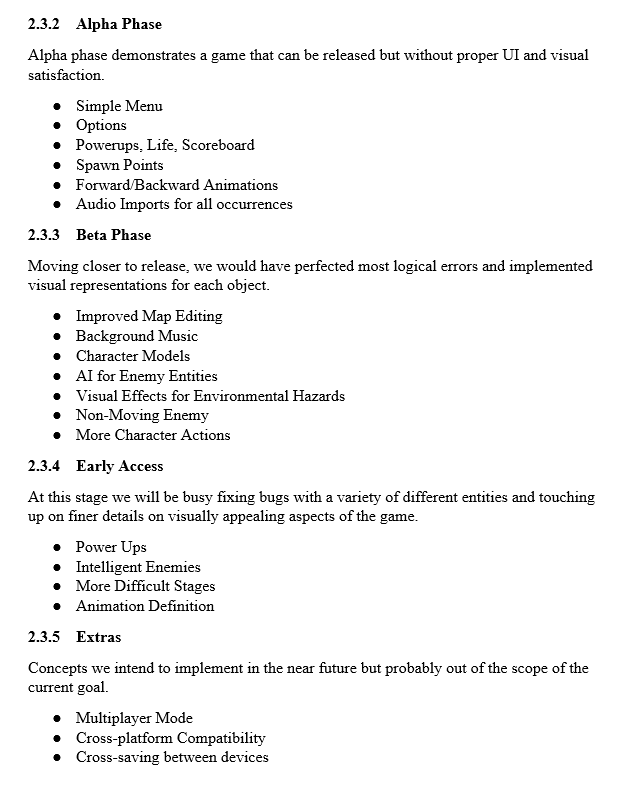 2.3.2 Alpha Phase
Alpha phase demonstrates a game that can be released but without proper UI and visual
satisfaction.
● Simple Menu
● Options
● Powerups, Life, Scoreboard
● Spawn Points
● Forward/Backward Animations
● Audio Imports for all occurrences
2.3.3 Beta Phase
Moving closer to release, we would have perfected most logical errors and implemented
visual representations for each object.
● Improved Map Editing
● Background Music
● Character Models
● AI for Enemy Entities
● Visual Effects for Environmental Hazards
● Non-Moving Enemy
● More Character Actions
2.3.4 Early Access
At this stage we will be busy fixing bugs with a variety of different entities and touching
up on finer details on visually appealing aspects of the game.
● Power Ups
● Intelligent Enemies
● More Difficult Stages
● Animation Definition
2.3.5 Extras
Concepts we intend to implement in the near future but probably out of the scope of the
current goal.
● Multiplayer Mode
● Cross-platform Compatibility
● Cross-saving between devices